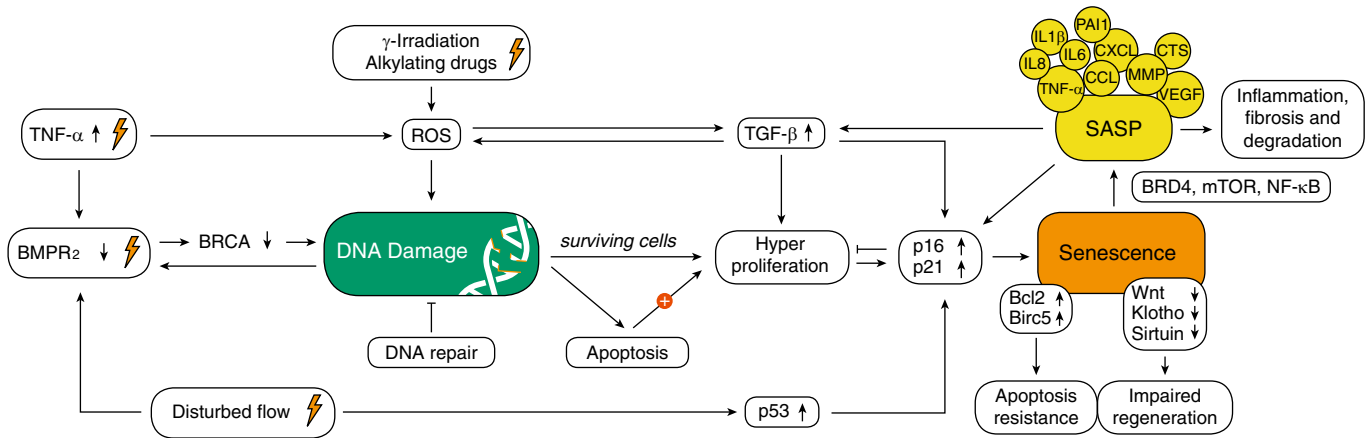 γ-Irradiation
Alkylating drugs
PAI1
IL1β
IL6
CXCL
CTS
IL8
TNF-α
CCL
MMP
VEGF
SASP
Inflammation,
fibrosis and
degradation
TNF-α
ROS
TGF-β
BRD4, mTOR, NF-κB
BMPR2
BRCA
DNA Damage
surviving cells
Hyper
proliferation
p16
p21
Senescence
Bcl2
Birc5
Wnt
Klotho
Sirtuin
DNA repair
Apoptosis
+
Disturbed flow
p53
Apoptosis
resistance
Impaired
regeneration